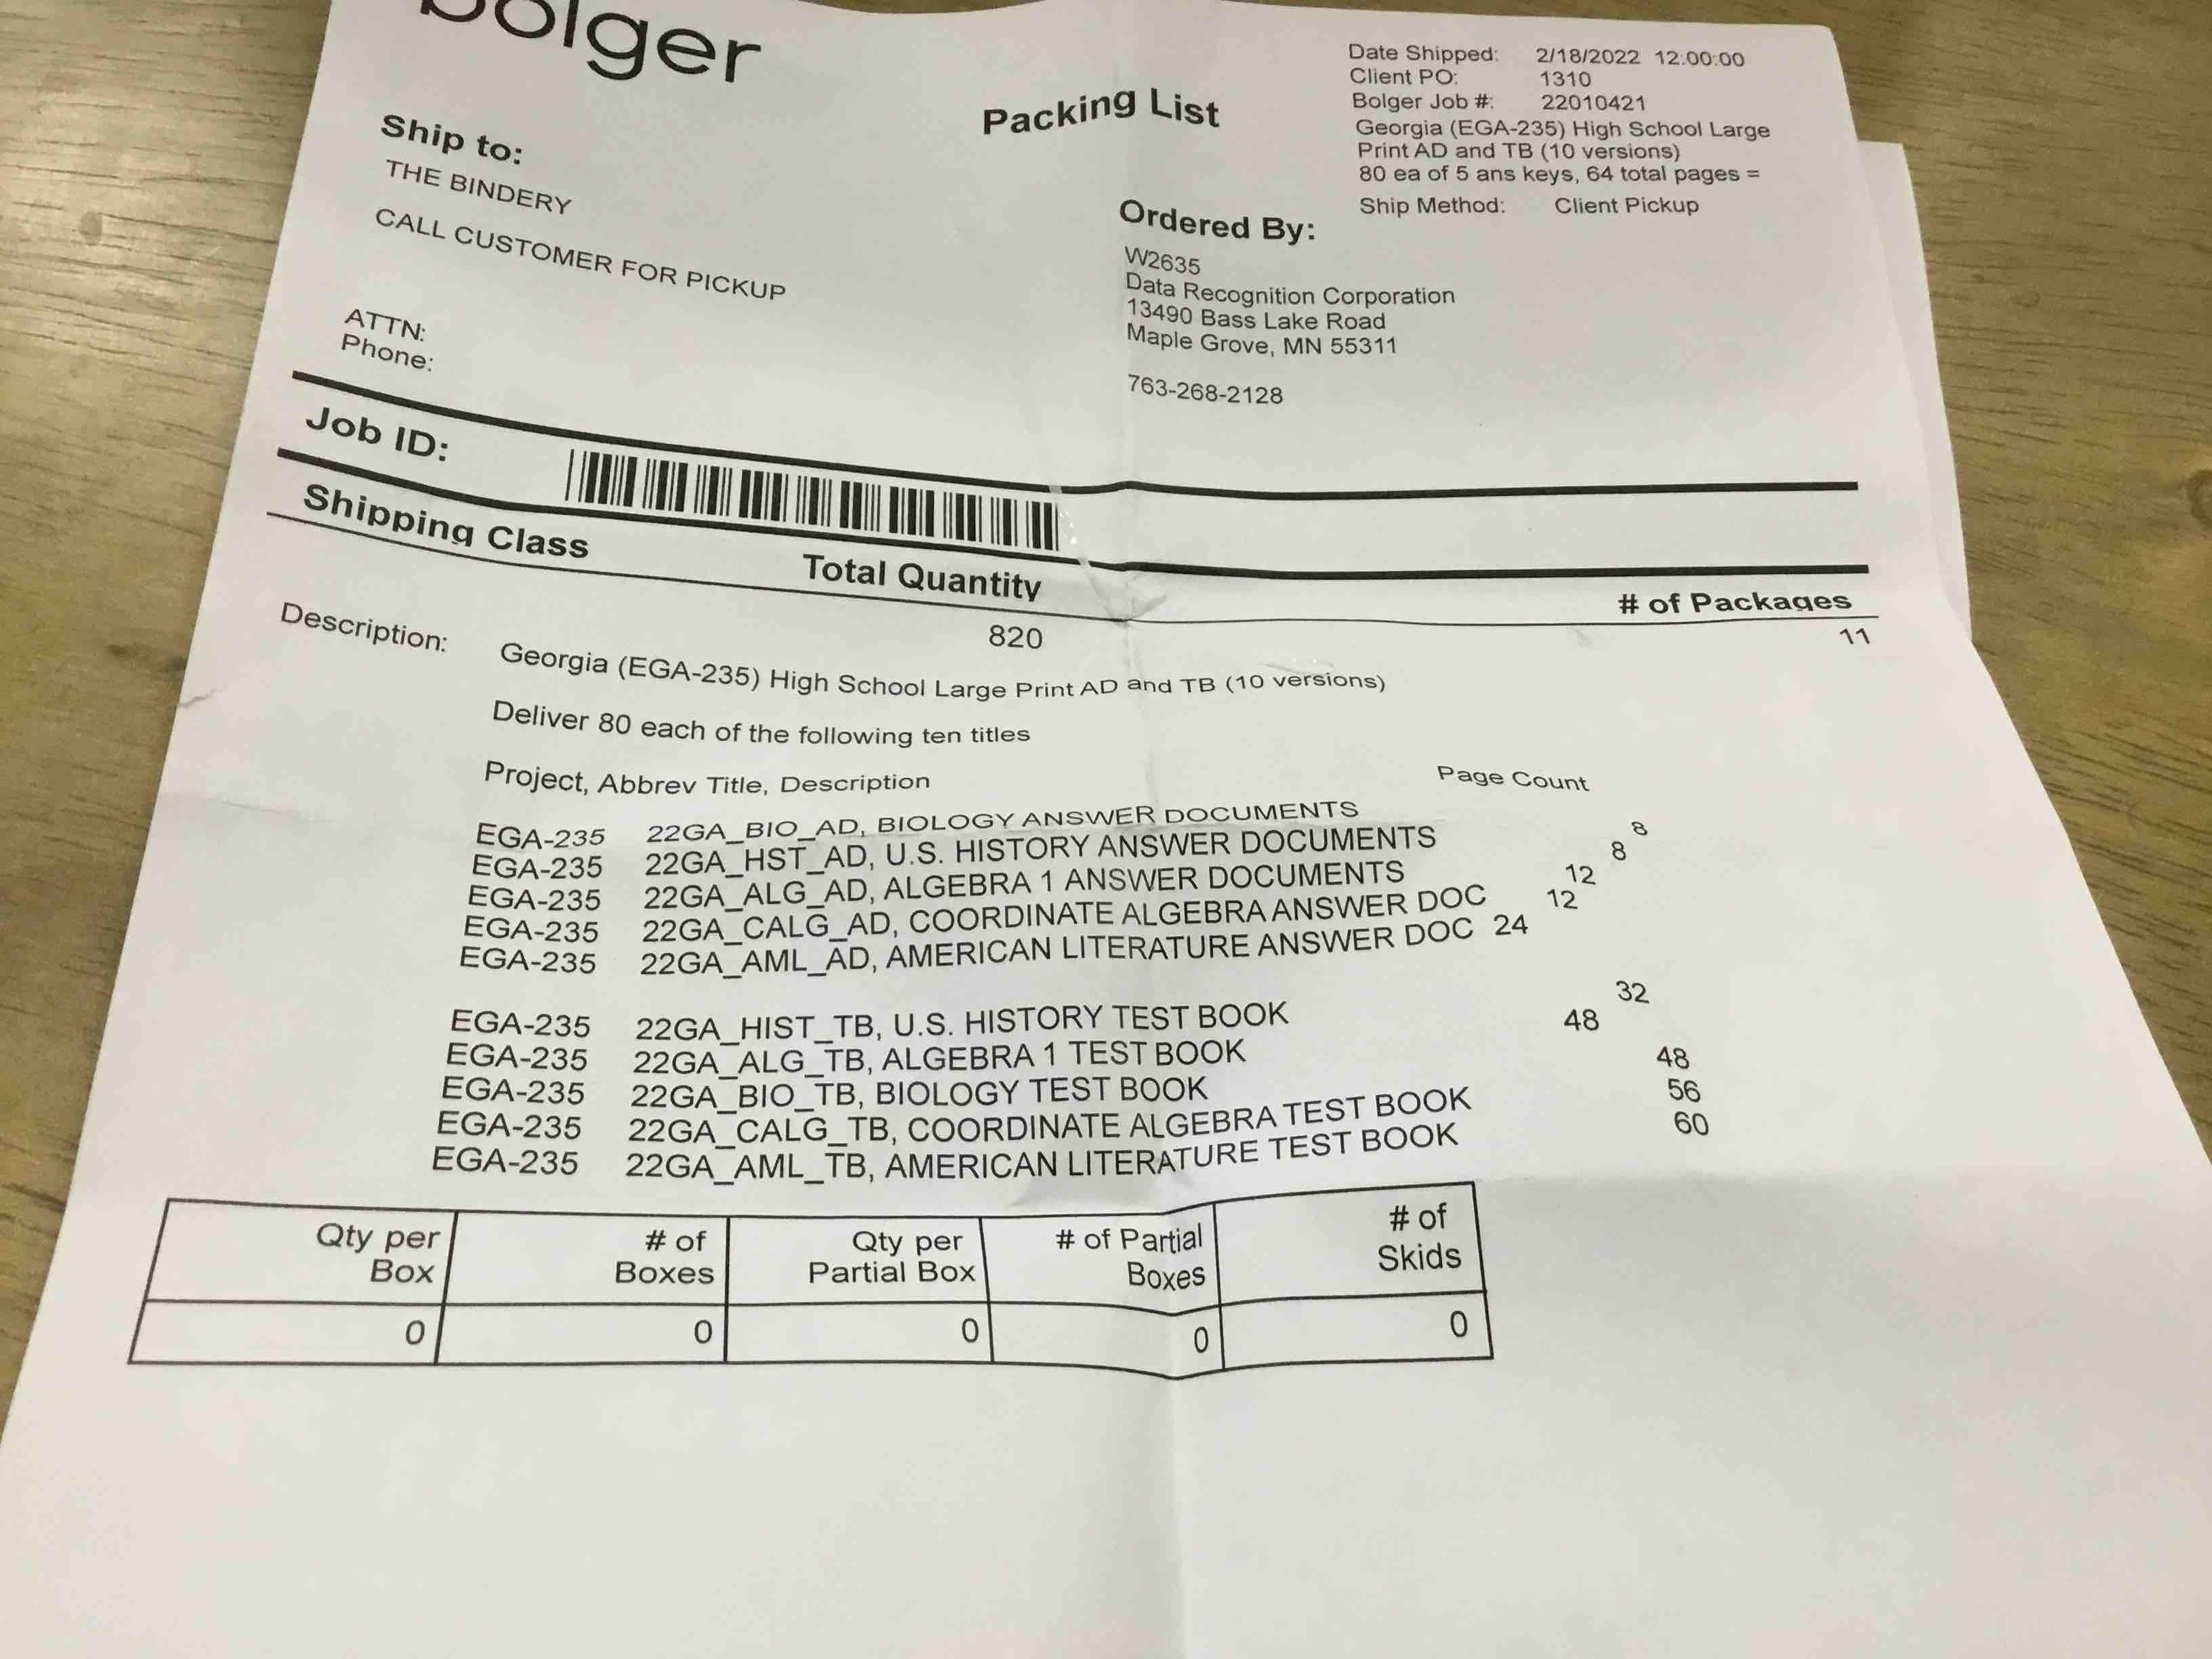 bolger
Packing List
Date Shipped: 2/18/2022 12:00:00
Client PO: 1310
Bolger Job #: 22010421
Georgia (EGA-235) High School Large
Print AD and TB (10 versions)
80 ea of 5 ans keys, 64 total pages =
Ship Method: Client Pickup
Ship to:
THE BINDERY
CALL CUSTOMER FOR PICKUP
ATTN:
Phone:
Ordered By:
W2635
Data Recognition Corporation
13490 Bass Lake Road
Maple Grove, MN 55311
763-268-2128
Job ID:
Shipping Class Total Quantity # of Packages
820 11
Description: Georgia (EGA-235) High School Large Print AD and TB (10 versions)
Deliver 80 each of the following ten titles
Project, Abbrev Title, Description Page Count
EGA-235 22GA_BIO_AD, BIOLOGY ANSWER DOCUMENTS 8
EGA-235 22GA_HST_AD, U.S. HISTORY ANSWER DOCUMENTS 8
EGA-235 22GA_ALG_AD, ALGEBRA 1 ANSWER DOCUMENTS 12
EGA-235 22GA_CALG_AD, COORDINATE ALGEBRA ANSWER DOC 12
EGA-235 22GA_AML_AD, AMERICAN LITERATURE ANSWER DOC 24
EGA-235 22GA_HIST_TB, U.S. HISTORY TEST BOOK 32
EGA-235 22GA_ALG_TB, ALGEBRA 1 TEST BOOK 48
EGA-235 22GA_BIO_TB, BIOLOGY TEST BOOK 48
EGA-235 22GA_CALG_TB, COORDINATE ALGEBRA TEST BOOK 56
EGA-235 22GA_AML_TB, AMERICAN LITERATURE TEST BOOK 60
Qty per Box # of Boxes Qty per Partial Box # of Partial Boxes # of Skids
0 0 0 0 0